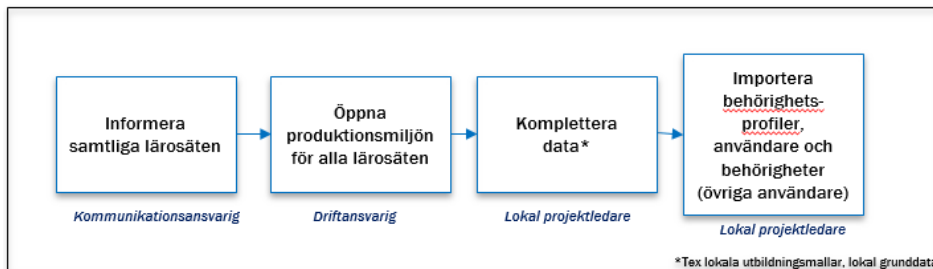 Informera
samtliga lärosäten
Kommunikationsansvarig
Öppna
produktionsmiljön
för alla lärosäten
Driftansvarig
Komplettera
data*
Lokal projektledare
Importera
behörighets-
profiler,
användare och
behörigheter
(övriga användare)
Lokal projektledare
*Tex lokala utbildningsmallar, lokal grunddata